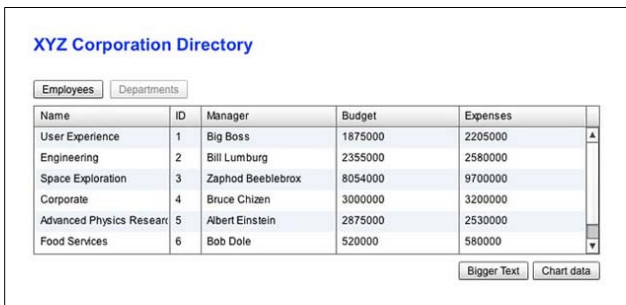 XYZ Corporation Directory
Employees Departments
Name ID Manager Budget Expenses
User Experience 1 Big Boss 1875000 2205000
Engineering 2 Bill Lumburg 2355000 2580000
Space Exploration 3 Zaphod Beeblebrox 8054000 9700000
Corporate 4 Bruce Chizen 3000000 3200000
Advanced Physics Researc 5 Albert Einstein 2875000 2530000
Food Services 6 Bob Dole 520000 580000
Bigger Text Chart data